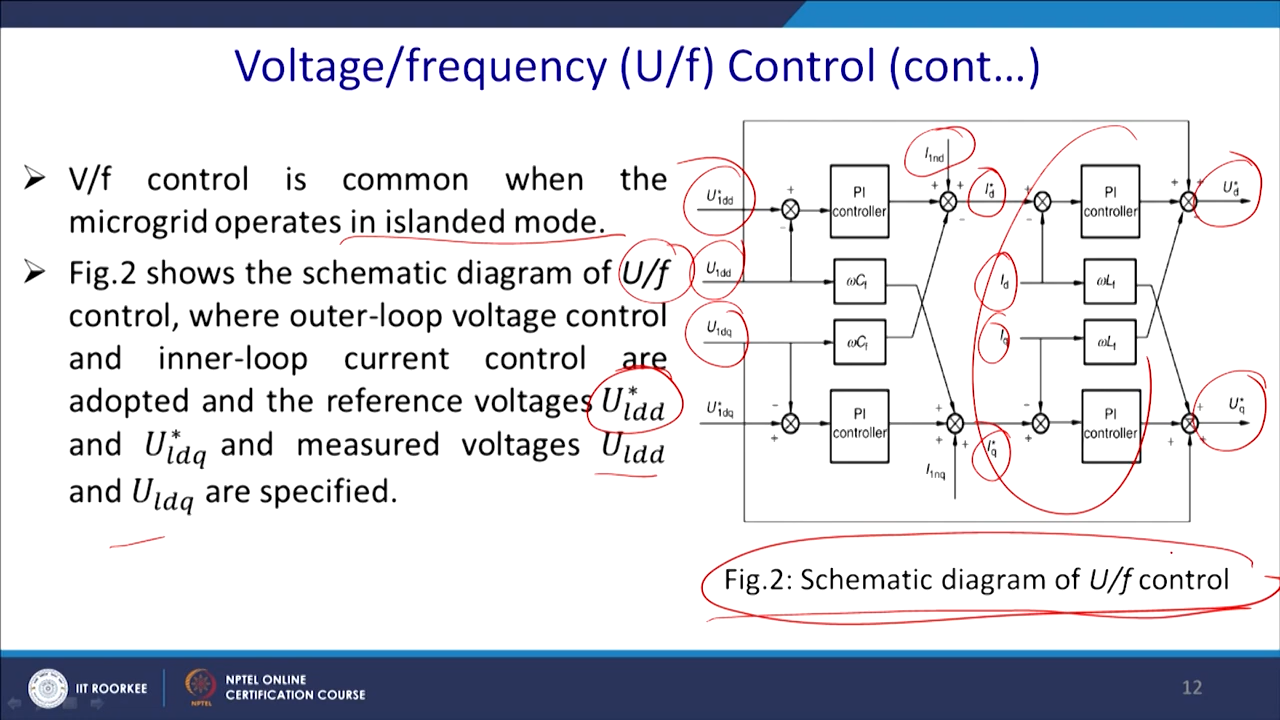 Voltage/frequency (U/f) Control (cont...)
➢ V/f control is common when the
microgrid operates in islanded mode.
➢ Fig.2 shows the schematic diagram of U/f
control, where outer-loop voltage control
and inner-loop current control are
adopted and the reference voltages U*ldd
and U*ldq and measured voltages Uldd
and Uldq are specified.
I1nd
U*1dd
+
-
PI
controller
+
+
-
I*d
+
-
PI
controller
+
+
-
U*d
U1dd
ωCf
Id
ωLf
U1dq
ωCf
Iq
ωLf
U*1dq
-
+
PI
controller
+
+
+
I*q
-
+
PI
controller
+
+
+
U*q
I1nq
Fig.2: Schematic diagram of U/f control
IIT ROORKEE
NPTEL
NPTEL ONLINE
CERTIFICATION COURSE
12